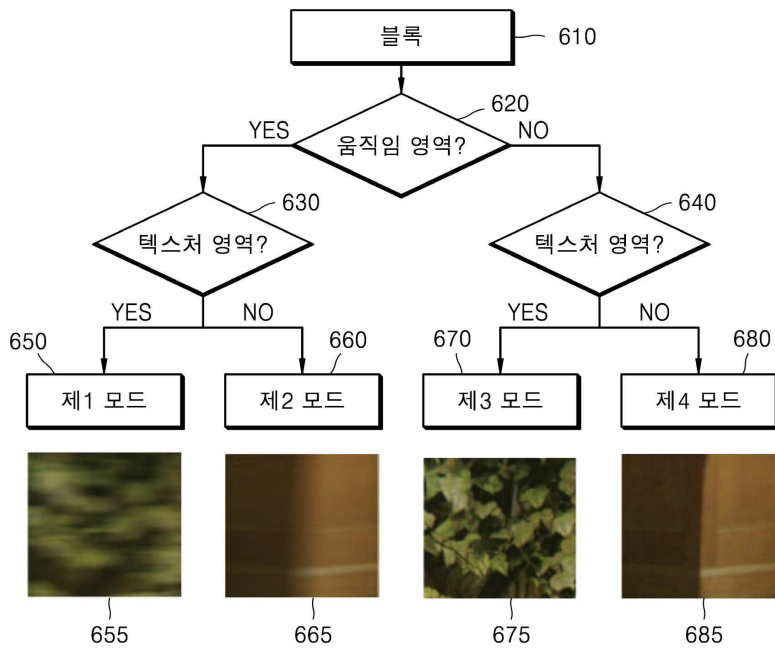 블록
610
620
YES
움직임 영역?
NO
630
640
텍스처 영역?
텍스처 영역?
YES
NO
YES
NO
650
660
670
680
제1 모드
제2 모드
제3 모드
제4 모드
655
665
675
685